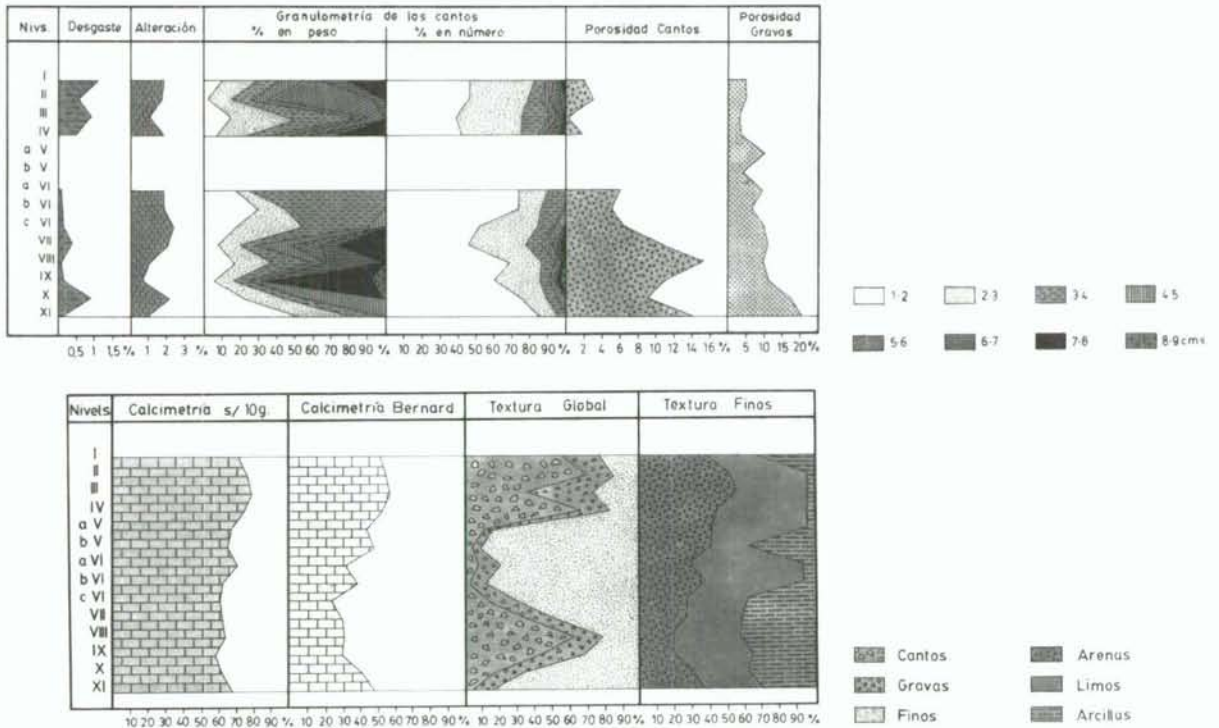 Nivs. Desgaste Alteración Granulometría de los cantos Porosidad Cantos Porosidad Gravas
% en peso % en número
I
II
III
IV
a V
b V
a VI
b VI
c VI
VII
VIII
IX
X
XI
0,5 1 1,5% 1 2 3 % 10 20 30 40 50 60 70 80 90 % 10 20 30 40 50 60 70 80 90 % 2 4 6 8 10 12 14 16 % 5 10 20 %
1-2 2-3 3-4 4-5
5-6 6-7 7-8 8-9 cms
Nivels Calcimetría s/10g. Calcimetría Bernard Textura Global Textura Finos
I
II
III
IV
a V
b V
a VI
b VI
c VI
VII
VIII
IX
X
XI
10 20 30 40 50 60 70 80 90 % 10 20 30 40 50 60 70 80 90 % 10 20 30 40 50 60 70 80 90 % 10 20 30 40 50 60 70 80 90 %
Cantos Arenas
Gravas Limos
Finos Arcillas